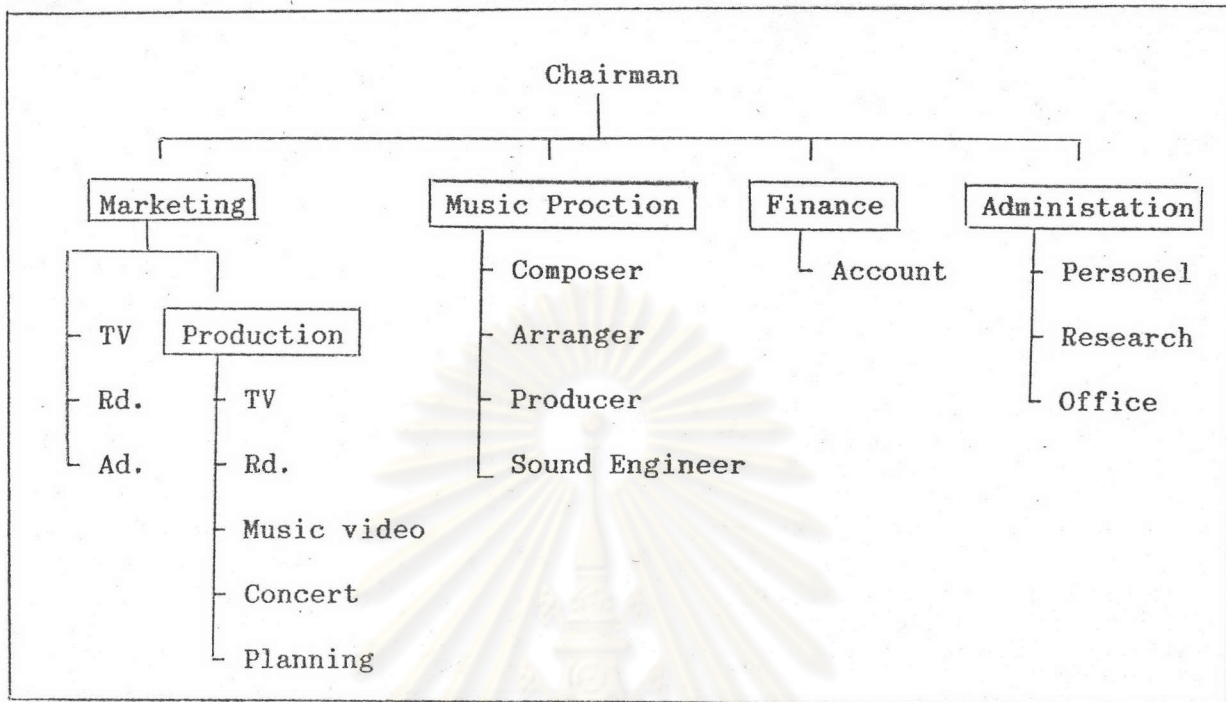 Chairman
Marketing Music Proction Finance Administation
Composer Account Personel
TV Production Arranger Research
Rd. TV Producer Office
Ad. Rd. Sound Engineer
Music video
Concert
Planning